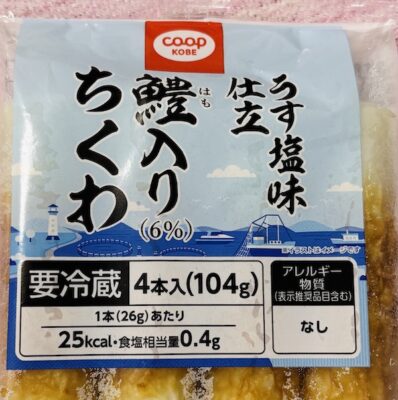 co·op
KOBE
うす塩味
仕立
鱧入り
はも
(6%)
ちくわ
※イラストはイメージです
要冷蔵
4本入(104g)
1本(26g)あたり
25kcal・食塩相当量0.4g
アレルギー
物質
(表示推奨品目含む)
なし